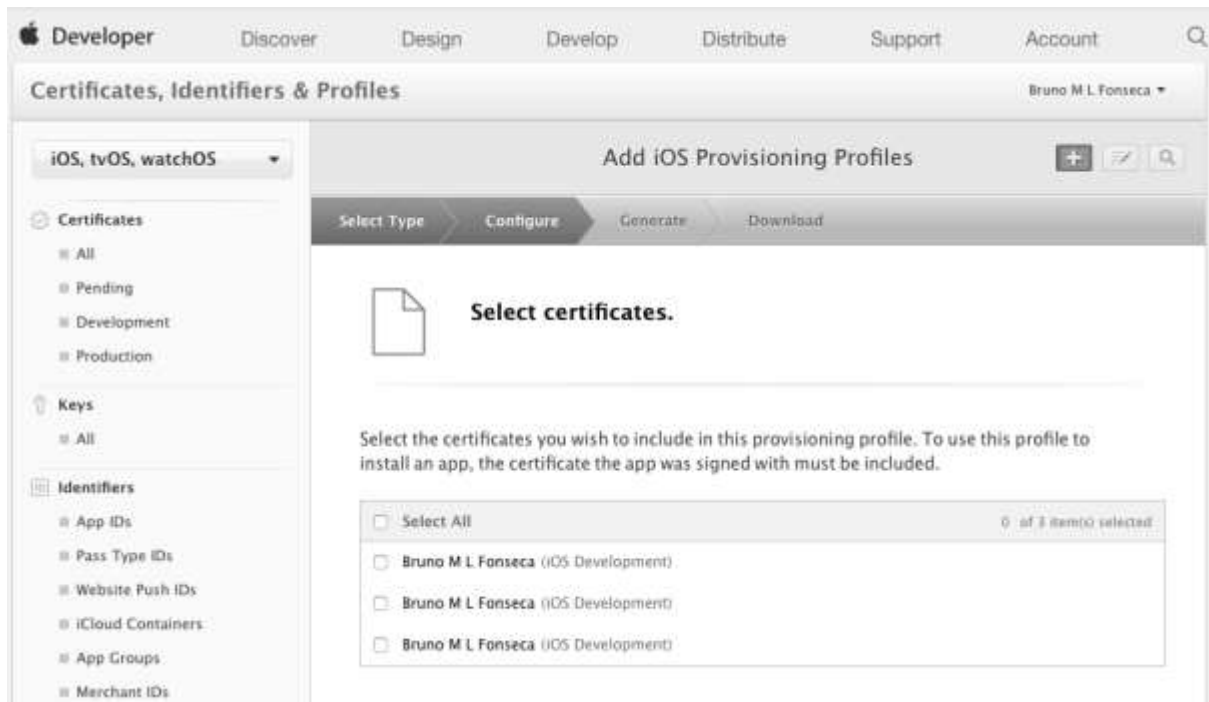 Developer Discover Design Develop Distribute Support Account
Certificates, Identifiers & Profiles
Bruno M L Fonseca
iOS, tvOS, watchOS
Add iOS Provisioning Profiles
Certificates
All
Pending
Development
Production
Keys
All
Identifiers
App IDs
Pass Type IDs
Website Push IDs
iCloud Containers
App Groups
Merchant IDs
Select Type Configure Generate Download
Select certificates.
Select the certificates you wish to include in this provisioning profile. To use this profile to
install an app, the certificate the app was signed with must be included.
Select All 0 of 3 item(s) selected
Bruno M L Fonseca (iOS Development)
Bruno M L Fonseca (iOS Development)
Bruno M L Fonseca (iOS Development)